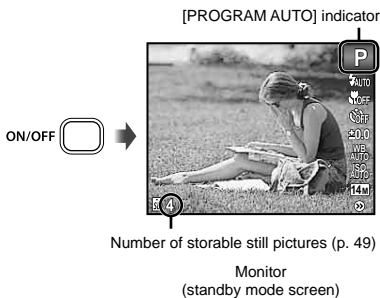 [PROGRAM AUTO] indicator
P
AUTO
OFF
OFF
±0.0
WB
AUTO
ISO
AUTO
14M
ON/OFF
4
Number of storable still pictures (p. 49)
Monitor
(standby mode screen)